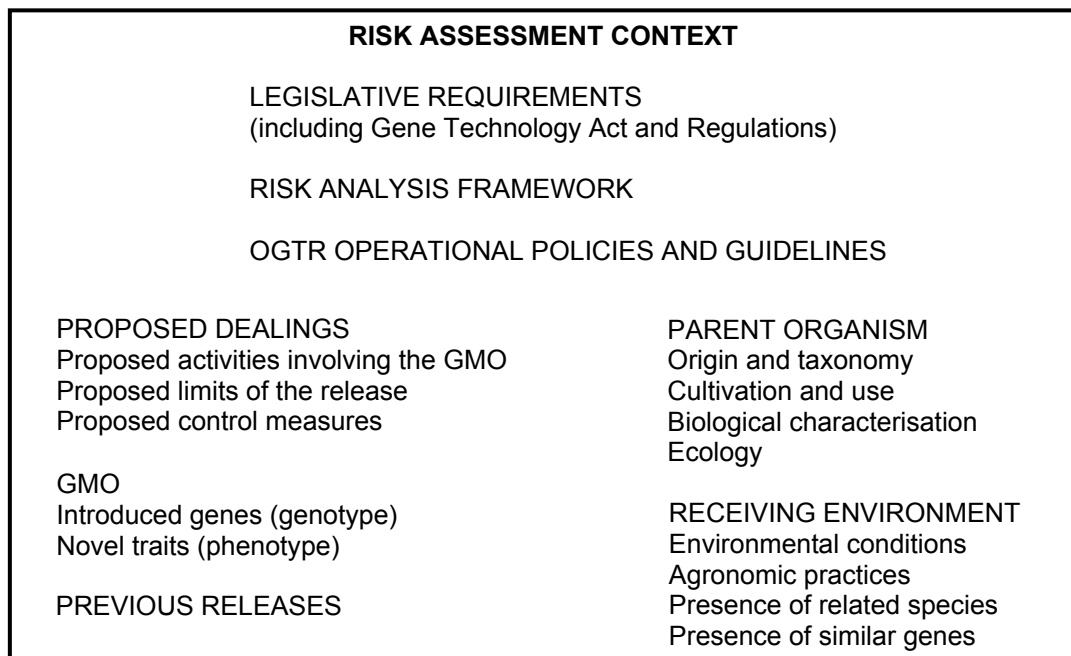 RISK ASSESSMENT CONTEXT
LEGISLATIVE REQUIREMENTS
(including Gene Technology Act and Regulations)
RISK ANALYSIS FRAMEWORK
OGTR OPERATIONAL POLICIES AND GUIDELINES
PROPOSED DEALINGS
Proposed activities involving the GMO
Proposed limits of the release
Proposed control measures
GMO
Introduced genes (genotype)
Novel traits (phenotype)
PREVIOUS RELEASES
PARENT ORGANISM
Origin and taxonomy
Cultivation and use
Biological characterisation
Ecology
RECEIVING ENVIRONMENT
Environmental conditions
Agronomic practices
Presence of related species
Presence of similar genes